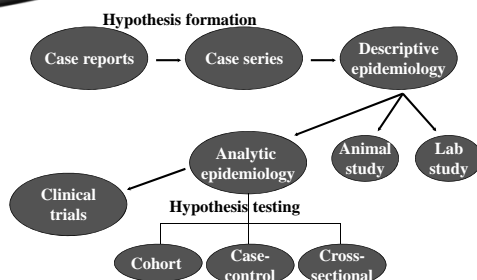 Hypothesis formation
Case reports
Case series
Descriptive
epidemiology
Analytic
epidemiology
Animal
study
Lab
study
Clinical
trials
Hypothesis testing
Cohort
Case-
control
Cross-
sectional